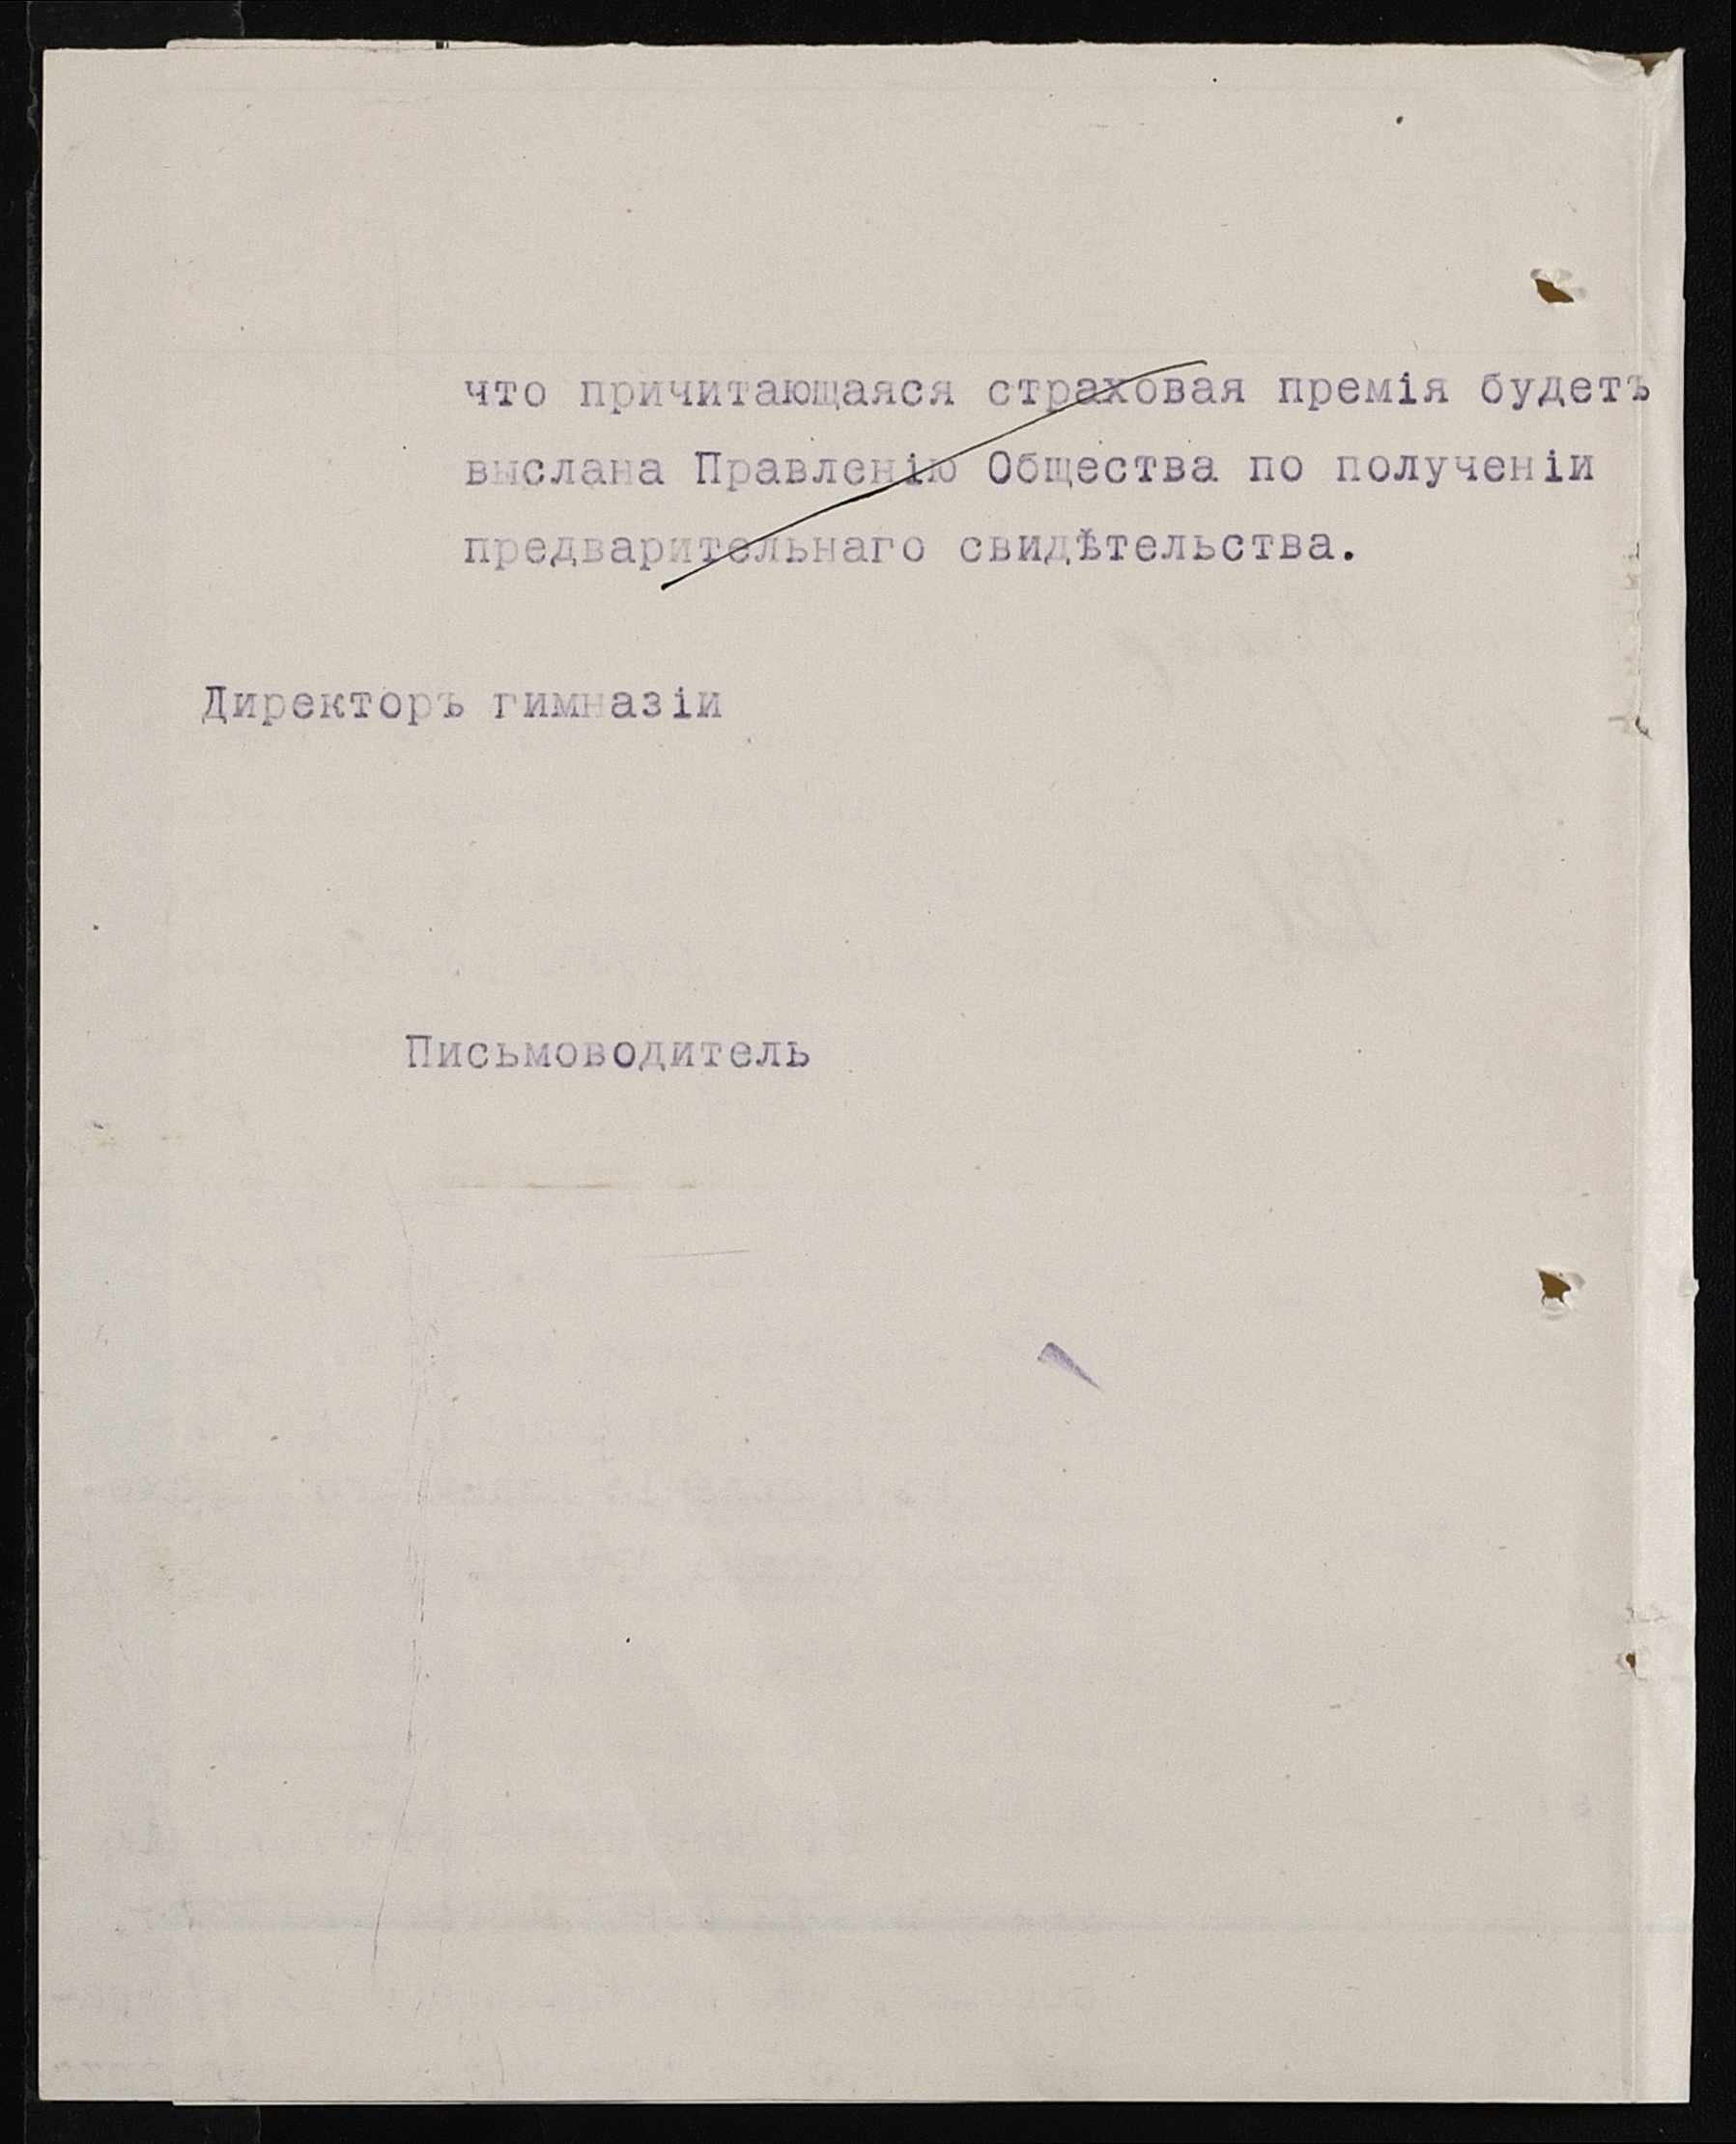 что причитающаяся страховая премія будетъ
выслана Правленію Общества по полученіи
предварительнаго свидѣтельства.
Директоръ гимназіи
Письмоводитель